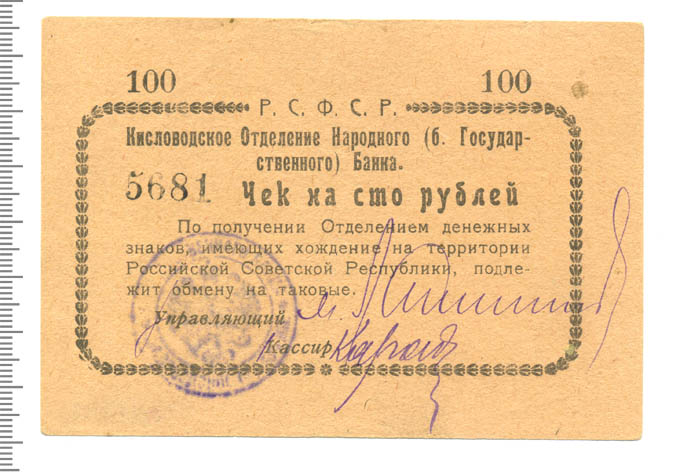 100 100
Р. С. Ф. С. Р.
Кисловодское Отделение Народного (б. Государ-
ственного) Банка.
5681 Чек на сто рублей
По получении Отделением денежных
знаков, имеющих хождение на территории
Российской Советской Республики, подле-
жит обмену на таковые.
Управляющий
Кассир